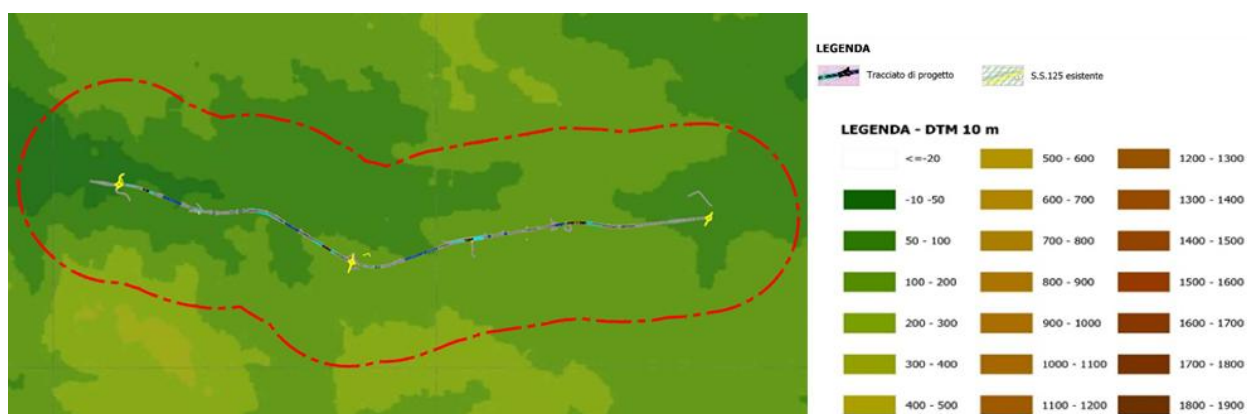 LEGENDA
Tracciato di progetto
S.S.125 esistente
LEGENDA - DTM 10 m
<=-20
500 - 600
1200 - 1300
-10 -50
600 - 700
1300 - 1400
50 - 100
700 - 800
1400 - 1500
100 - 200
800 - 900
1500 - 1600
200 - 300
900 - 1000
1600 - 1700
300 - 400
1000 - 1100
1700 - 1800
400 - 500
1100 - 1200
1800 - 1900